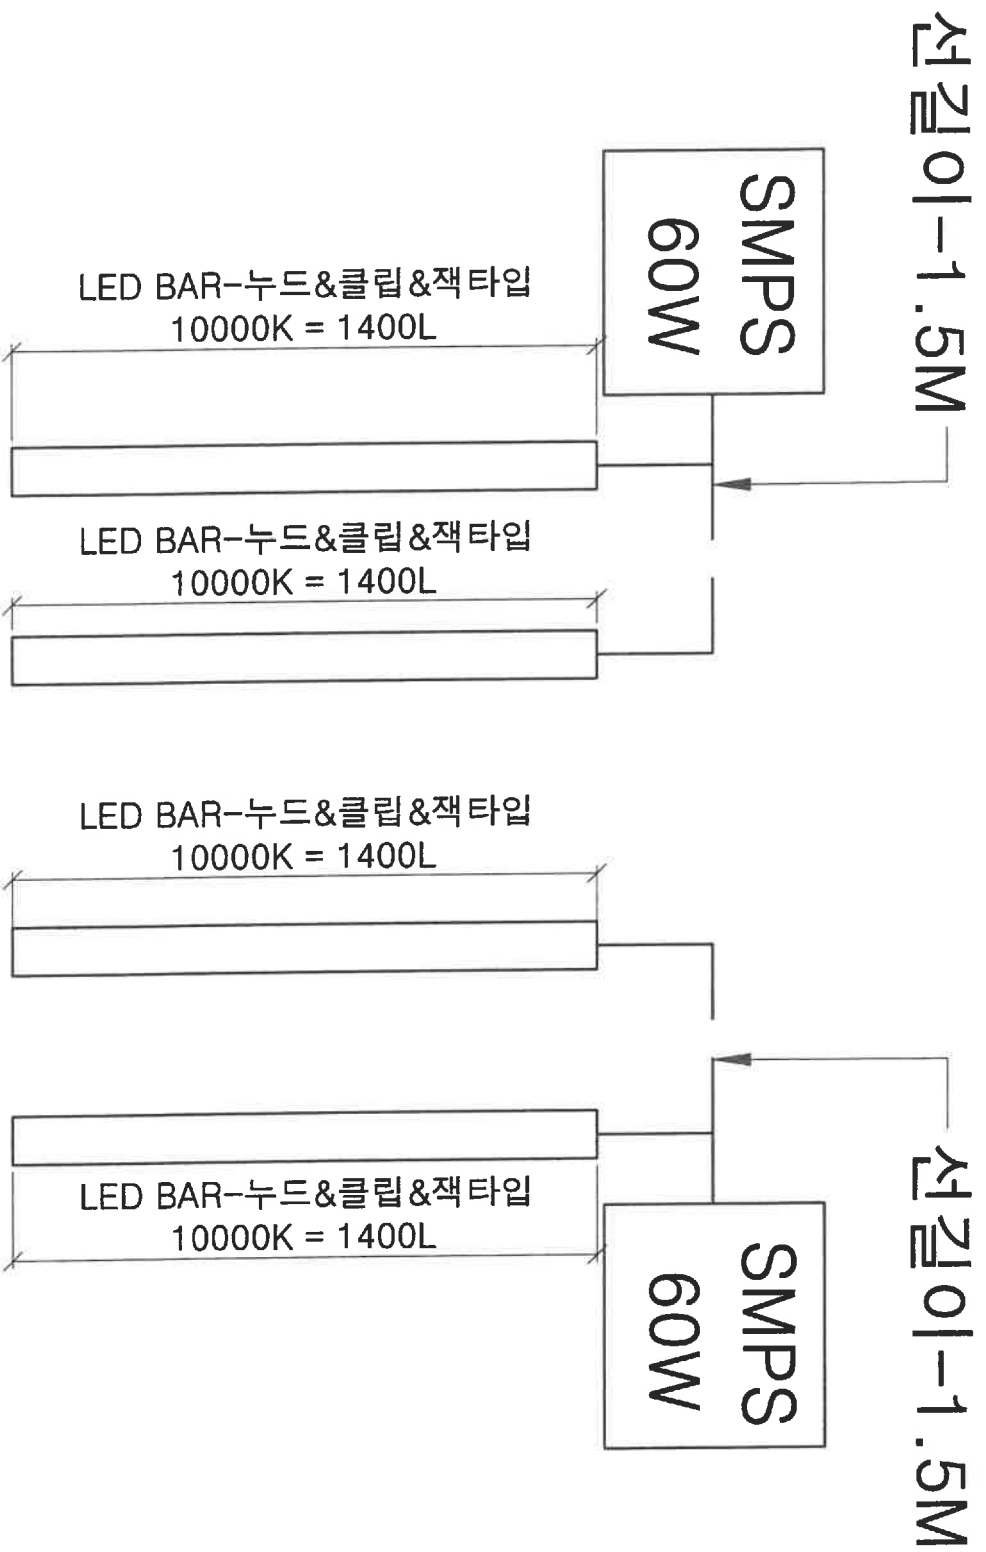 선길이-1.5M
SMPS
60W
LED BAR-누드&클립&잭타입
10000K = 1400L
LED BAR-누드&클립&잭타입
10000K = 1400L
LED BAR-누드&클립&잭타입
10000K = 1400L
LED BAR-누드&클립&잭타입
10000K = 1400L
선길이-1.5M
SMPS
60W